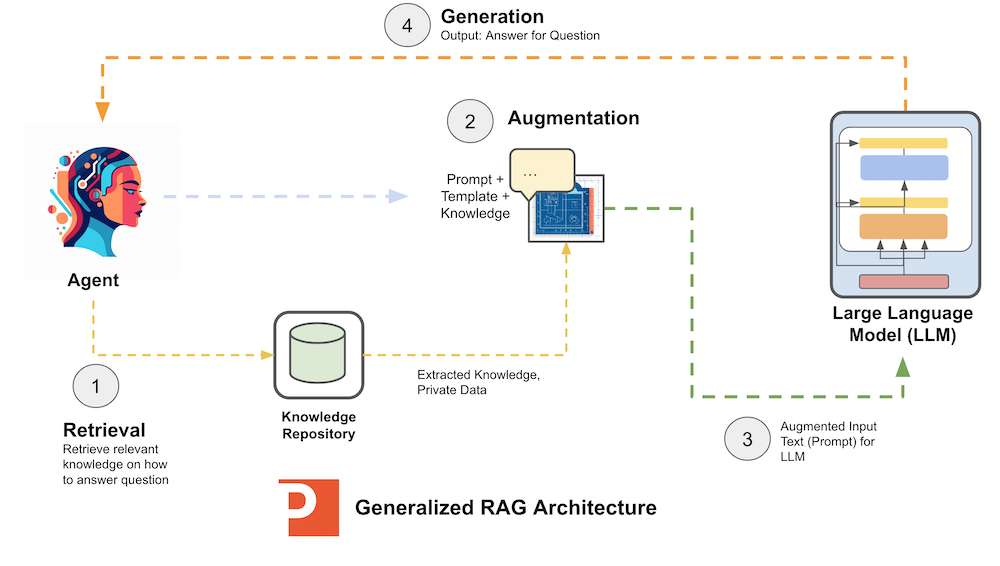 4
Generation
Output: Answer for Question
2
Augmentation
...
Prompt +
Template +
Knowledge
Agent
Large Language
Model (LLM)
Extracted Knowledge,
Private Data
1
Knowledge
Repository
Retrieval
Retrieve relevant
knowledge on how
to answer question
3
Augmented Input
Text (Prompt) for
LLM
P
Generalized RAG Architecture